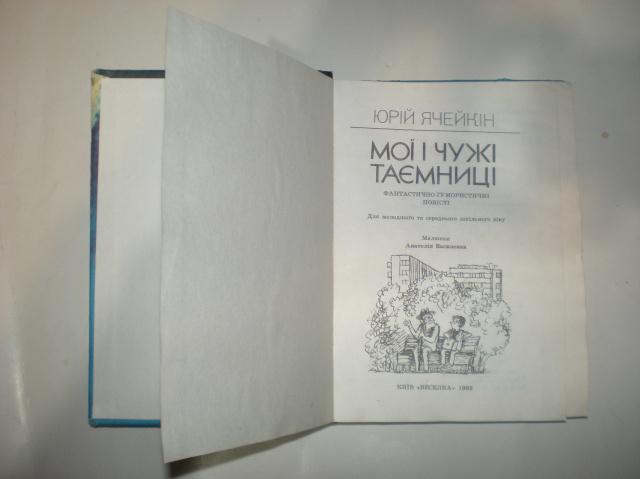 ЮРІЙ ЯЧЕЙКІН
МОЇ І ЧУЖІ
ТАЄМНИЦІ
ФАНТАСТИЧНО-ГУМОРИСТИЧНІ
ПОВІСТІ
Для молодшого та середнього шкільного віку
Малюнки
Анатолія Василенка
КИЇВ «ВЕСЕЛКА»